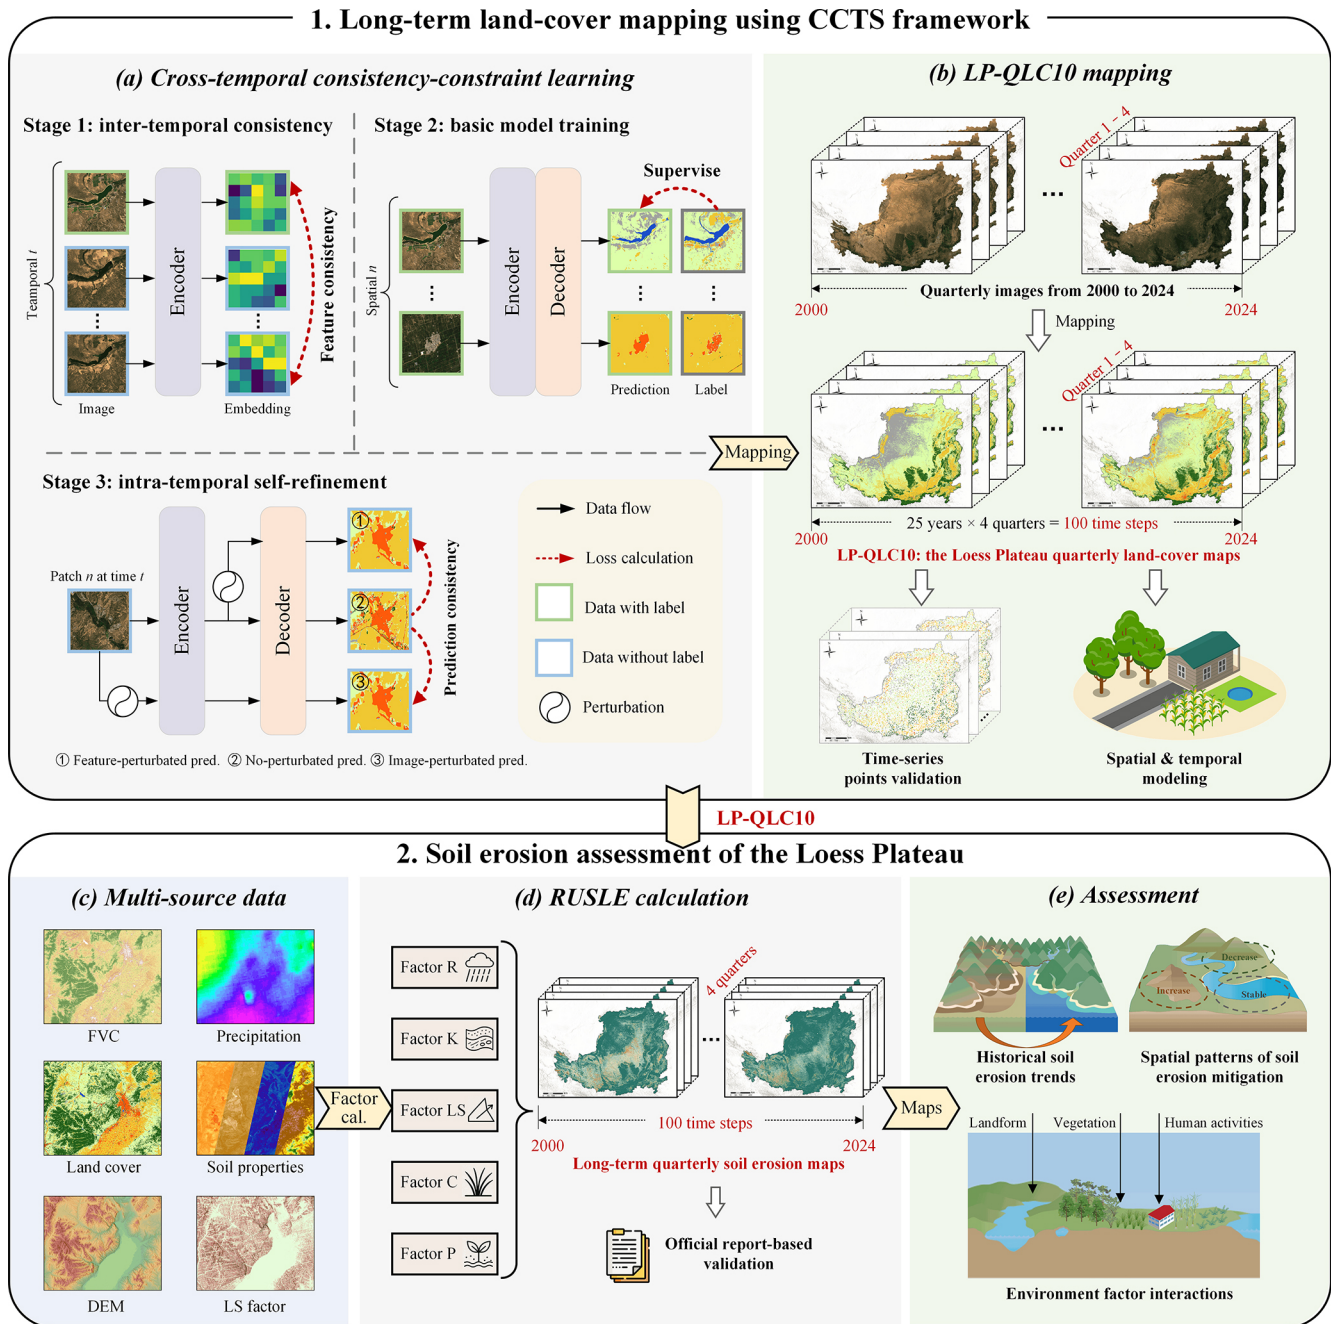 1. Long-term land-cover mapping using CCTS framework
(a) Cross-temporal consistency-constraint learning
Stage 1: inter-temporal consistency
Teamporal t
Encoder
Feature consistency
Image
Embedding
Stage 2: basic model training
Supervise
Spatial n
Encoder
Decoder
Prediction
Label
Stage 3: intra-temporal self-refinement
Patch n at time t
Encoder
Decoder
①
②
③
Prediction consistency
Data flow
Loss calculation
Data with label
Data without label
Perturbation
① Feature-perturbated pred. ② No-perturbated pred. ③ Image-perturbated pred.
Mapping
(b) LP-QLC10 mapping
Quarter 1 – 4
Quarterly images from 2000 to 2024
2000
2024
Mapping
Quarter 1 – 4
25 years × 4 quarters = 100 time steps
2000
2024
LP-QLC10: the Loess Plateau quarterly land-cover maps
Time-series
points validation
Spatial & temporal
modeling
LP-QLC10
2. Soil erosion assessment of the Loess Plateau
(c) Multi-source data
FVC
Precipitation
Land cover
Soil properties
DEM
LS factor
Factor
cal.
(d) RUSLE calculation
Factor R
Factor K
Factor LS
Factor C
Factor P
4 quarters
100 time steps
2000
2024
Long-term quarterly soil erosion maps
Official report-based
validation
Maps
(e) Assessment
Historical soil
erosion trends
Decrease
Increase
Stable
Spatial patterns of soil
erosion mitigation
Landform
Vegetation
Human activities
Environment factor interactions